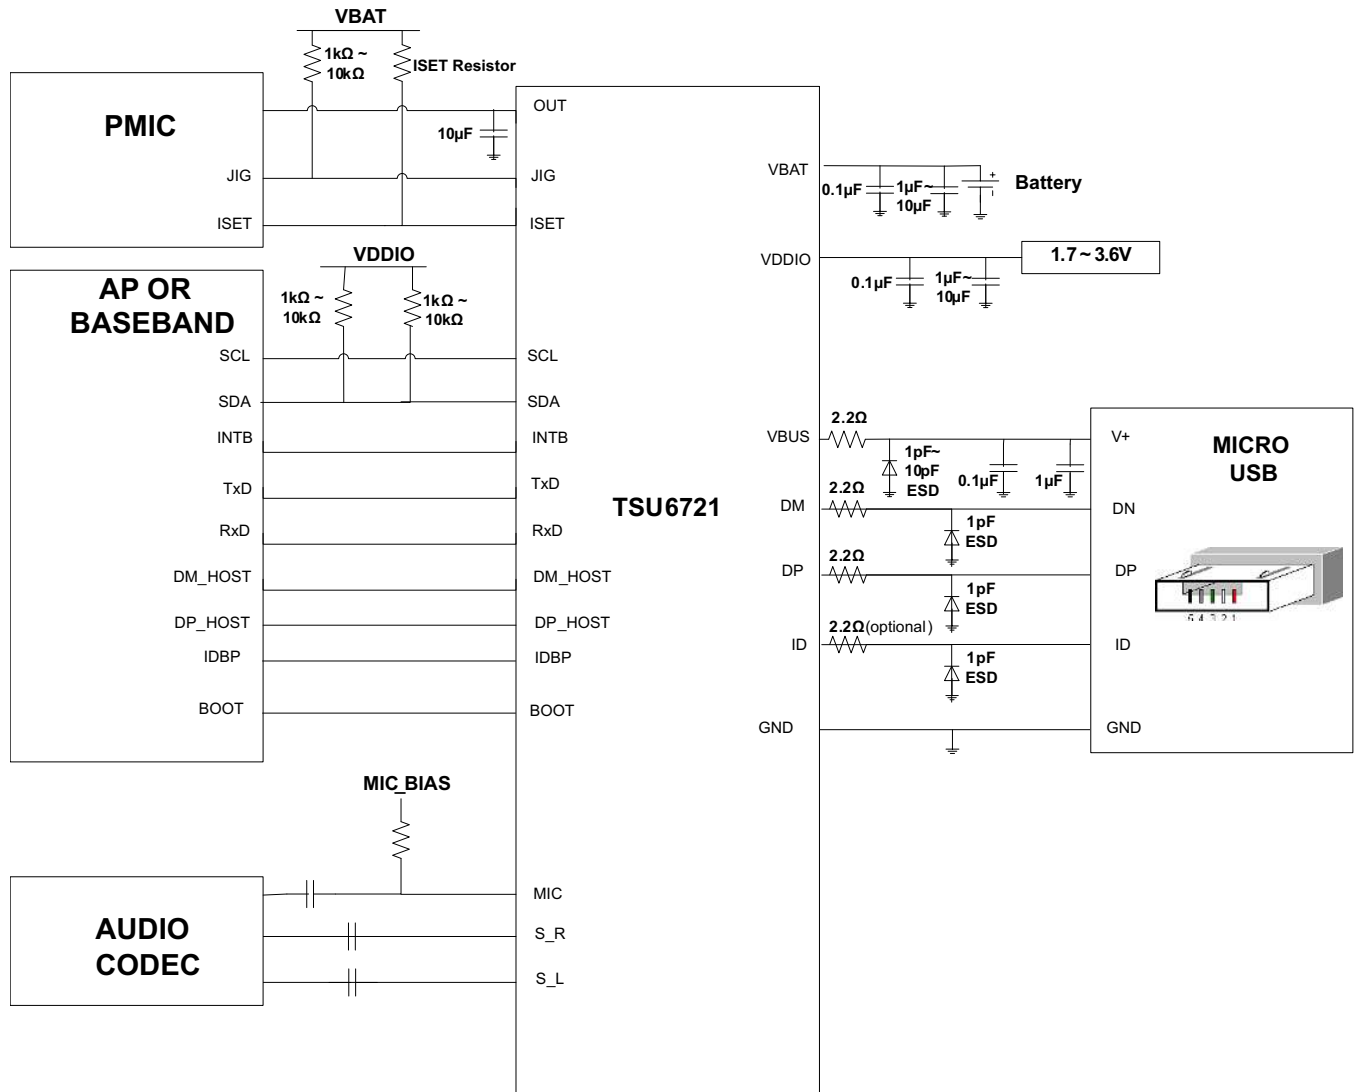 VBAT
1kΩ ~
10kΩ
ISET Resistor
PMIC
10µF
OUT
JIG
JIG
ISET
ISET
VBAT
0.1µF
1µF~
10µF
+
-
Battery
VDDIO
1.7 ~ 3.6V
0.1µF
1µF~
10µF
VDDIO
1kΩ ~
10kΩ
1kΩ ~
10kΩ
AP OR
BASEBAND
SCL
SCL
SDA
SDA
INTB
INTB
TxD
TxD
RxD
RxD
DM_HOST
DM_HOST
DP_HOST
DP_HOST
IDBP
IDBP
BOOT
BOOT
TSU6721
VBUS
2.2Ω
1pF~
10pF
ESD
0.1µF
1µF
V+
MICRO
USB
DM
2.2Ω
1pF
ESD
DN
DP
2.2Ω
1pF
ESD
DP
ID
2.2Ω(optional)
1pF
ESD
ID
GND
GND
5 4 3 2 1
MIC_BIAS
AUDIO
CODEC
MIC
S_R
S_L